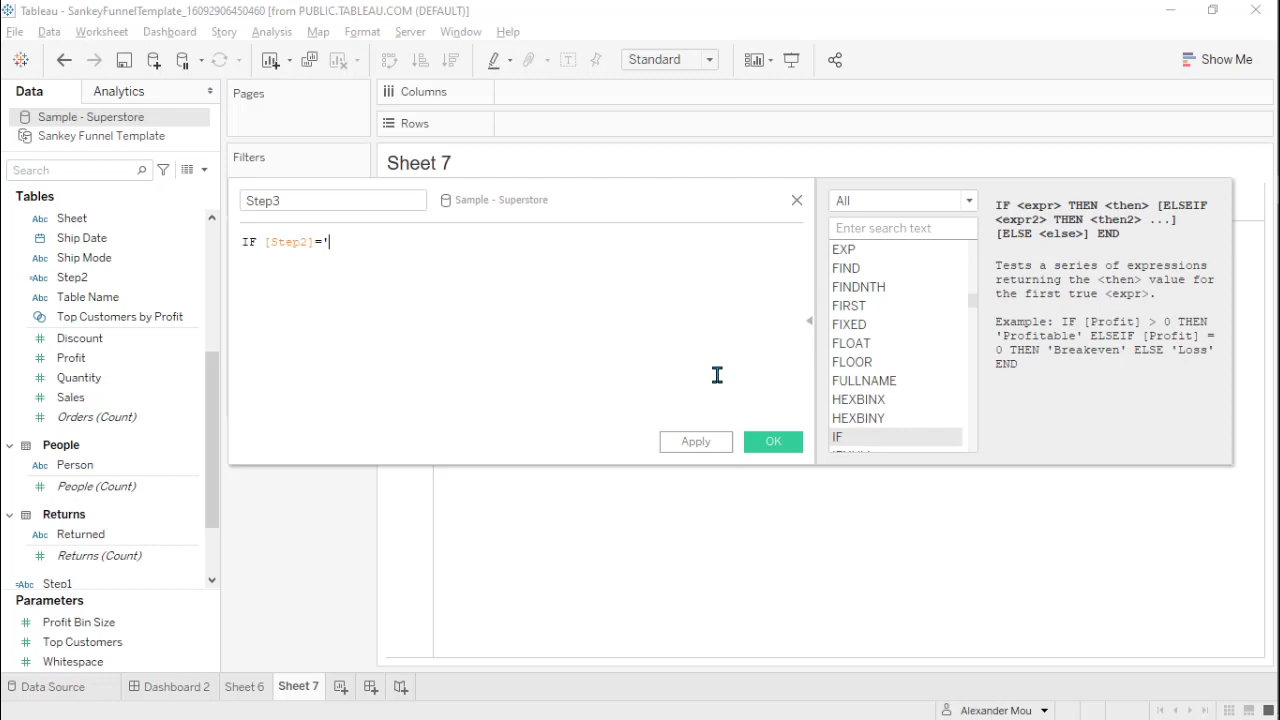 Tableau - SankeyFunnelTemplate_16092906450460 [from PUBLIC.TABLEAU.COM (DEFAULT)]
File Data Worksheet Dashboard Story Analysis Map Format Server Window Help
Standard
Show Me
Data
Analytics
Sample - Superstore
Sankey Funnel Template
Search
Tables
Abc Sheet
Ship Date
Abc Ship Mode
=Abc Step2
Abc Table Name
Top Customers by Profit
# Discount
# Profit
# Quantity
# Sales
# Orders (Count)
People
Abc Person
# People (Count)
Returns
Abc Returned
# Returns (Count)
=Abc Step1
Parameters
# Profit Bin Size
# Top Customers
# Whitespace
Pages
Filters
Columns
Rows
Sheet 7
Step3
Sample - Superstore
IF [Step2]='
Apply
OK
All
Enter search text
EXP
FIND
FINDNTH
FIRST
FIXED
FLOAT
FLOOR
FULLNAME
HEXBINX
HEXBINY
IF
IF <expr> THEN <then> [ELSEIF
<expr2> THEN <then2> ...]
[ELSE <else>] END
Tests a series of expressions
returning the <then> value for
the first true <expr>.
Example: IF [Profit] > 0 THEN
'Profitable' ELSEIF [Profit] =
0 THEN 'Breakeven' ELSE 'Loss'
END
Data Source
Dashboard 2
Sheet 6
Sheet 7
Alexander Mou